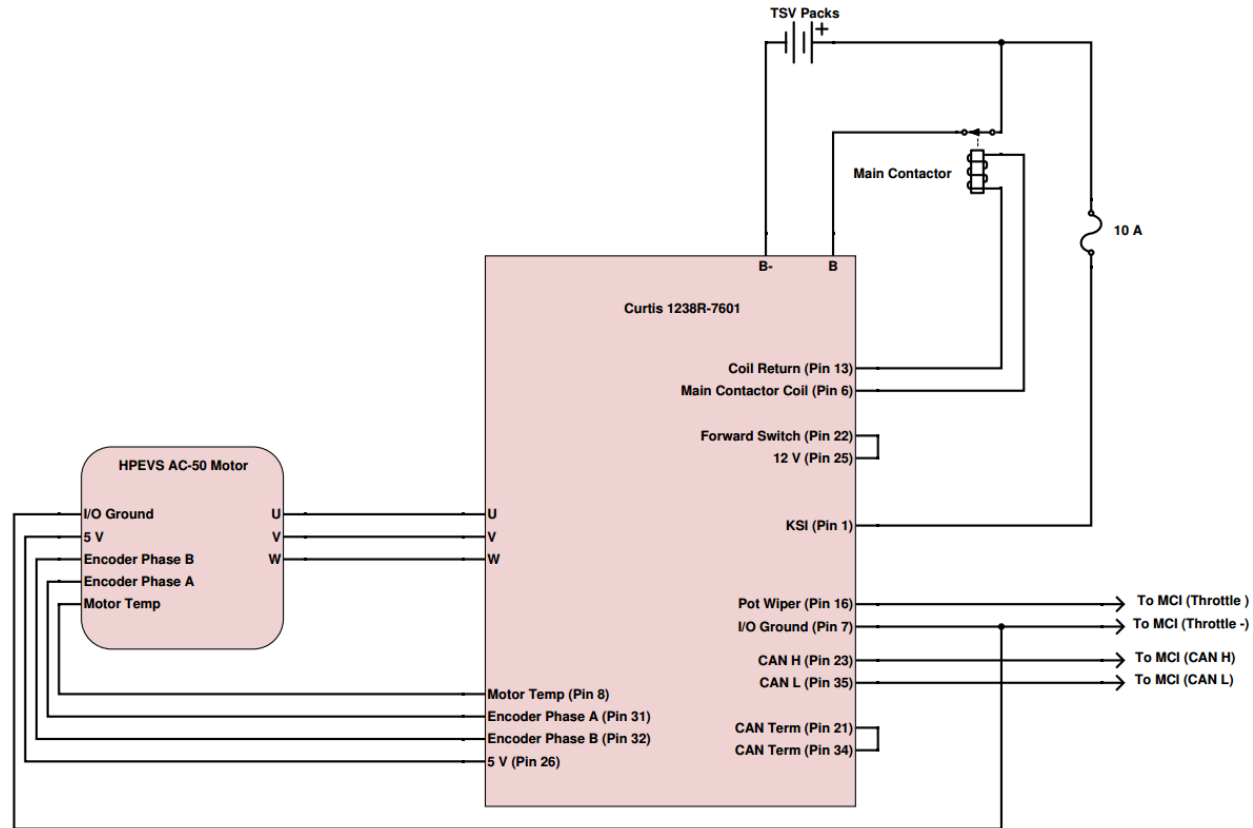 TSV Packs
+
Main Contactor
10 A
B-
B
Curtis 1238R-7601
Coil Return (Pin 13)
Main Contactor Coil (Pin 6)
Forward Switch (Pin 22)
12 V (Pin 25)
HPEVS AC-50 Motor
I/O Ground
U
U
KSI (Pin 1)
5 V
V
V
Encoder Phase B
W
W
Encoder Phase A
Motor Temp
Pot Wiper (Pin 16)
To MCI (Throttle )
I/O Ground (Pin 7)
To MCI (Throttle -)
CAN H (Pin 23)
To MCI (CAN H)
CAN L (Pin 35)
To MCI (CAN L)
Motor Temp (Pin 8)
Encoder Phase A (Pin 31)
CAN Term (Pin 21)
Encoder Phase B (Pin 32)
CAN Term (Pin 34)
5 V (Pin 26)